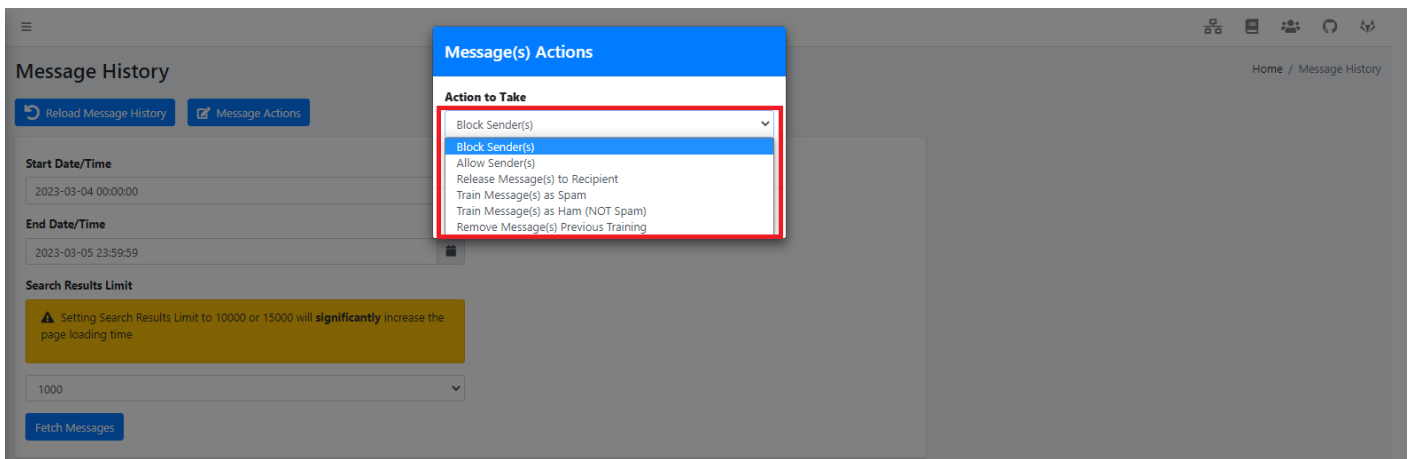 Message History
Home / Message History
Reload Message History
Message Actions
Start Date/Time
2023-03-04 00:00:00
End Date/Time
2023-03-05 23:59:59
Search Results Limit
Setting Search Results Limit to 10000 or 15000 will significantly increase the
page loading time
1000
Fetch Messages
Message(s) Actions
Action to Take
Block Sender(s)
Block Sender(s)
Allow Sender(s)
Release Message(s) to Recipient
Train Message(s) as Spam
Train Message(s) as Ham (NOT Spam)
Remove Message(s) Previous Training